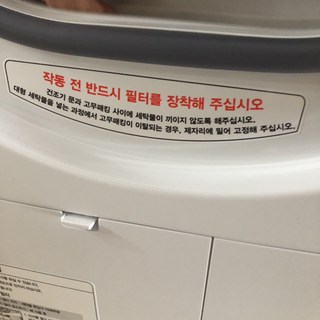 작동 전 반드시 필터를 장착해 주십시오
건조기 문과 고무패킹 사이에 세탁물이 끼이지 않도록 해주십시오.
대형 세탁물을 넣는 과정에서 고무패킹이 이탈되는 경우, 제자리에 밀어 고정해 주십시오.